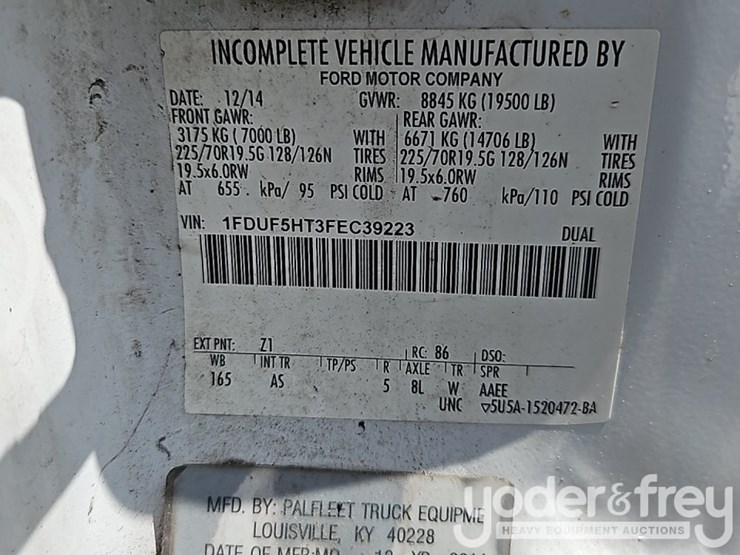 INCOMPLETE VEHICLE MANUFACTURED BY
FORD MOTOR COMPANY
DATE: 12/14 GVWR: 8845 KG (19500 LB)
FRONT GAWR: REAR GAWR:
3175 KG ( 7000 LB) WITH 6671 KG (14706 LB) WITH
225/70R19.5G 128/126N TIRES 225/70R19.5G 128/126N TIRES
19.5x6.0RW RIMS 19.5x6.0RW RIMS
AT 655 kPa/ 95 PSI COLD AT 760 kPa/110 PSI COLD
VIN: 1FDUF5HT3FEC39223 DUAL
EXT PNT: Z1 RC: 86 DSO:
WB INT TR TP/PS R AXLE TR SPR
165 AS 5 8L W AAEE
UNC ▽5U5A-1520472-BA
MFD. BY: PALFLEET TRUCK EQUIPME
LOUISVILLE, KY 40228
yoder&frey
HEAVY EQUIPMENT AUCTIONS